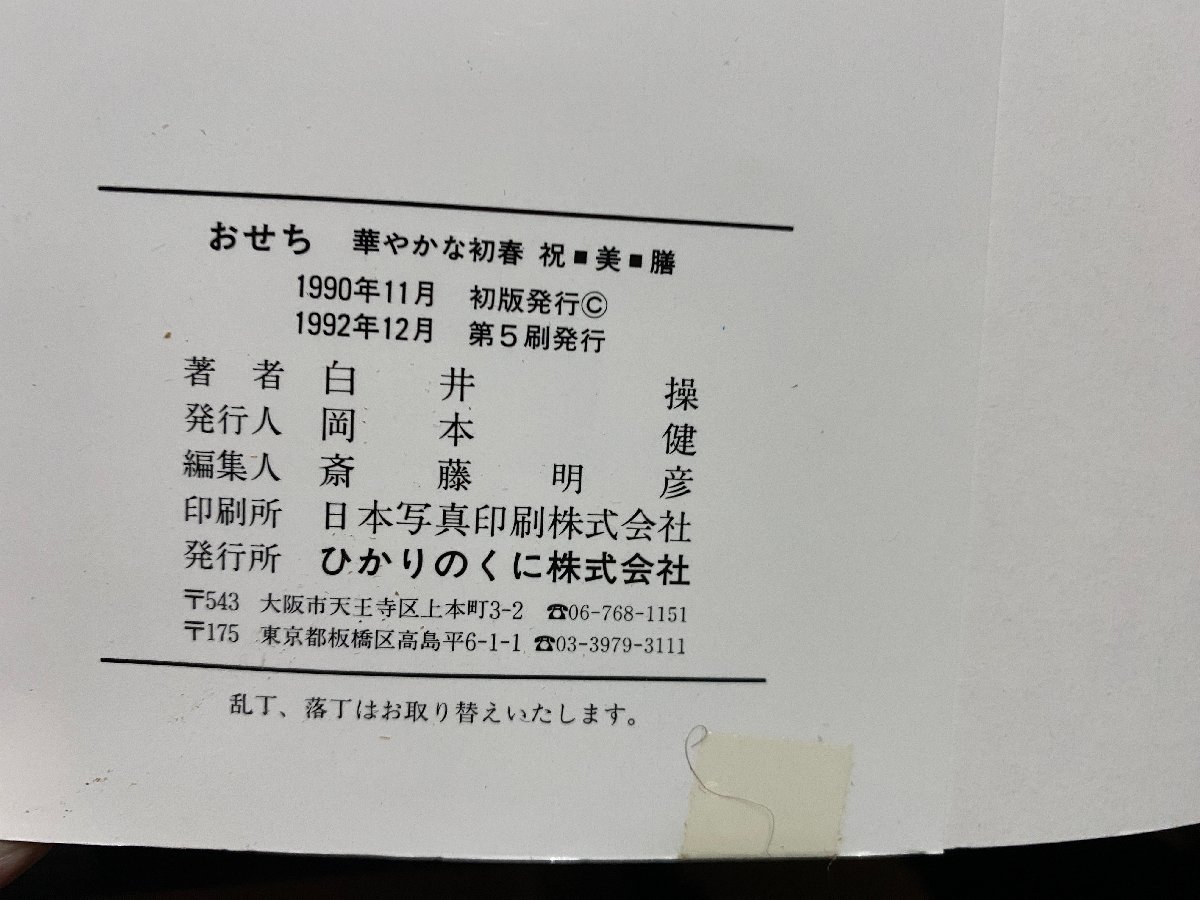 おせち 華やかな初春 祝■美■膳
1990年11月 初版発行©
1992年12月 第5刷発行
著者 白井操
発行人 岡本健
編集人 斎藤明彦
印刷所 日本写真印刷株式会社
発行所 ひかりのくに株式会社
〒543 大阪市天王寺区上本町3-2 ☎06-768-1151
〒175 東京都板橋区高島平6-1-1 ☎03-3979-3111
乱丁、落丁はお取り替えいたします。